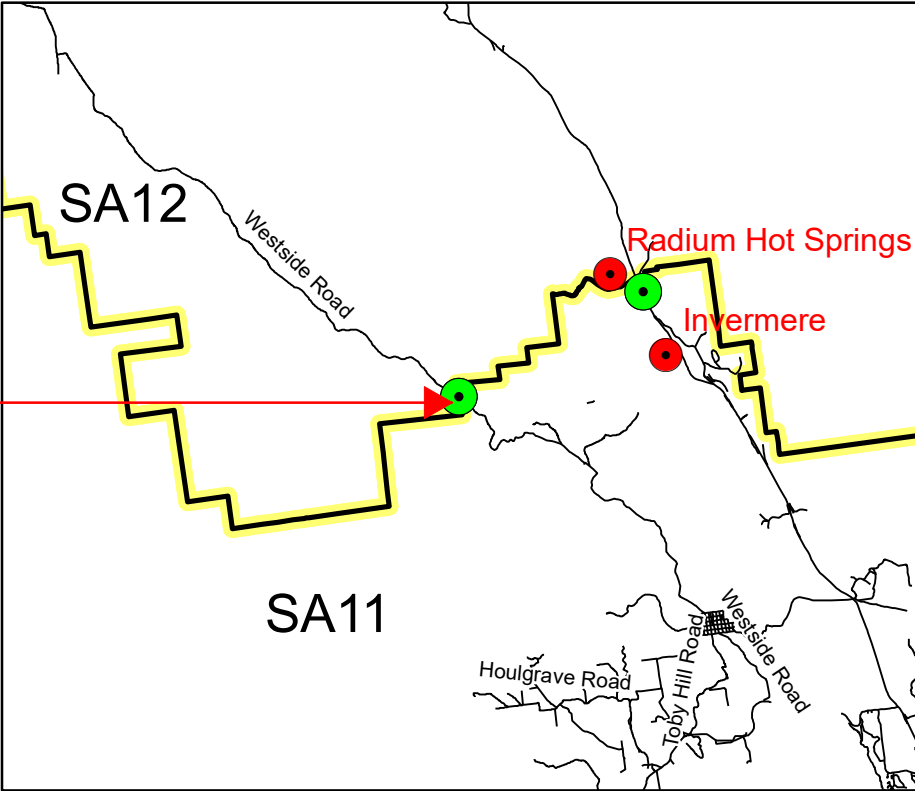 SA12
Westside Road
Radium Hot Springs
Invermere
SA11
Westside Road
Toby Hill Road
Houlgrave Road